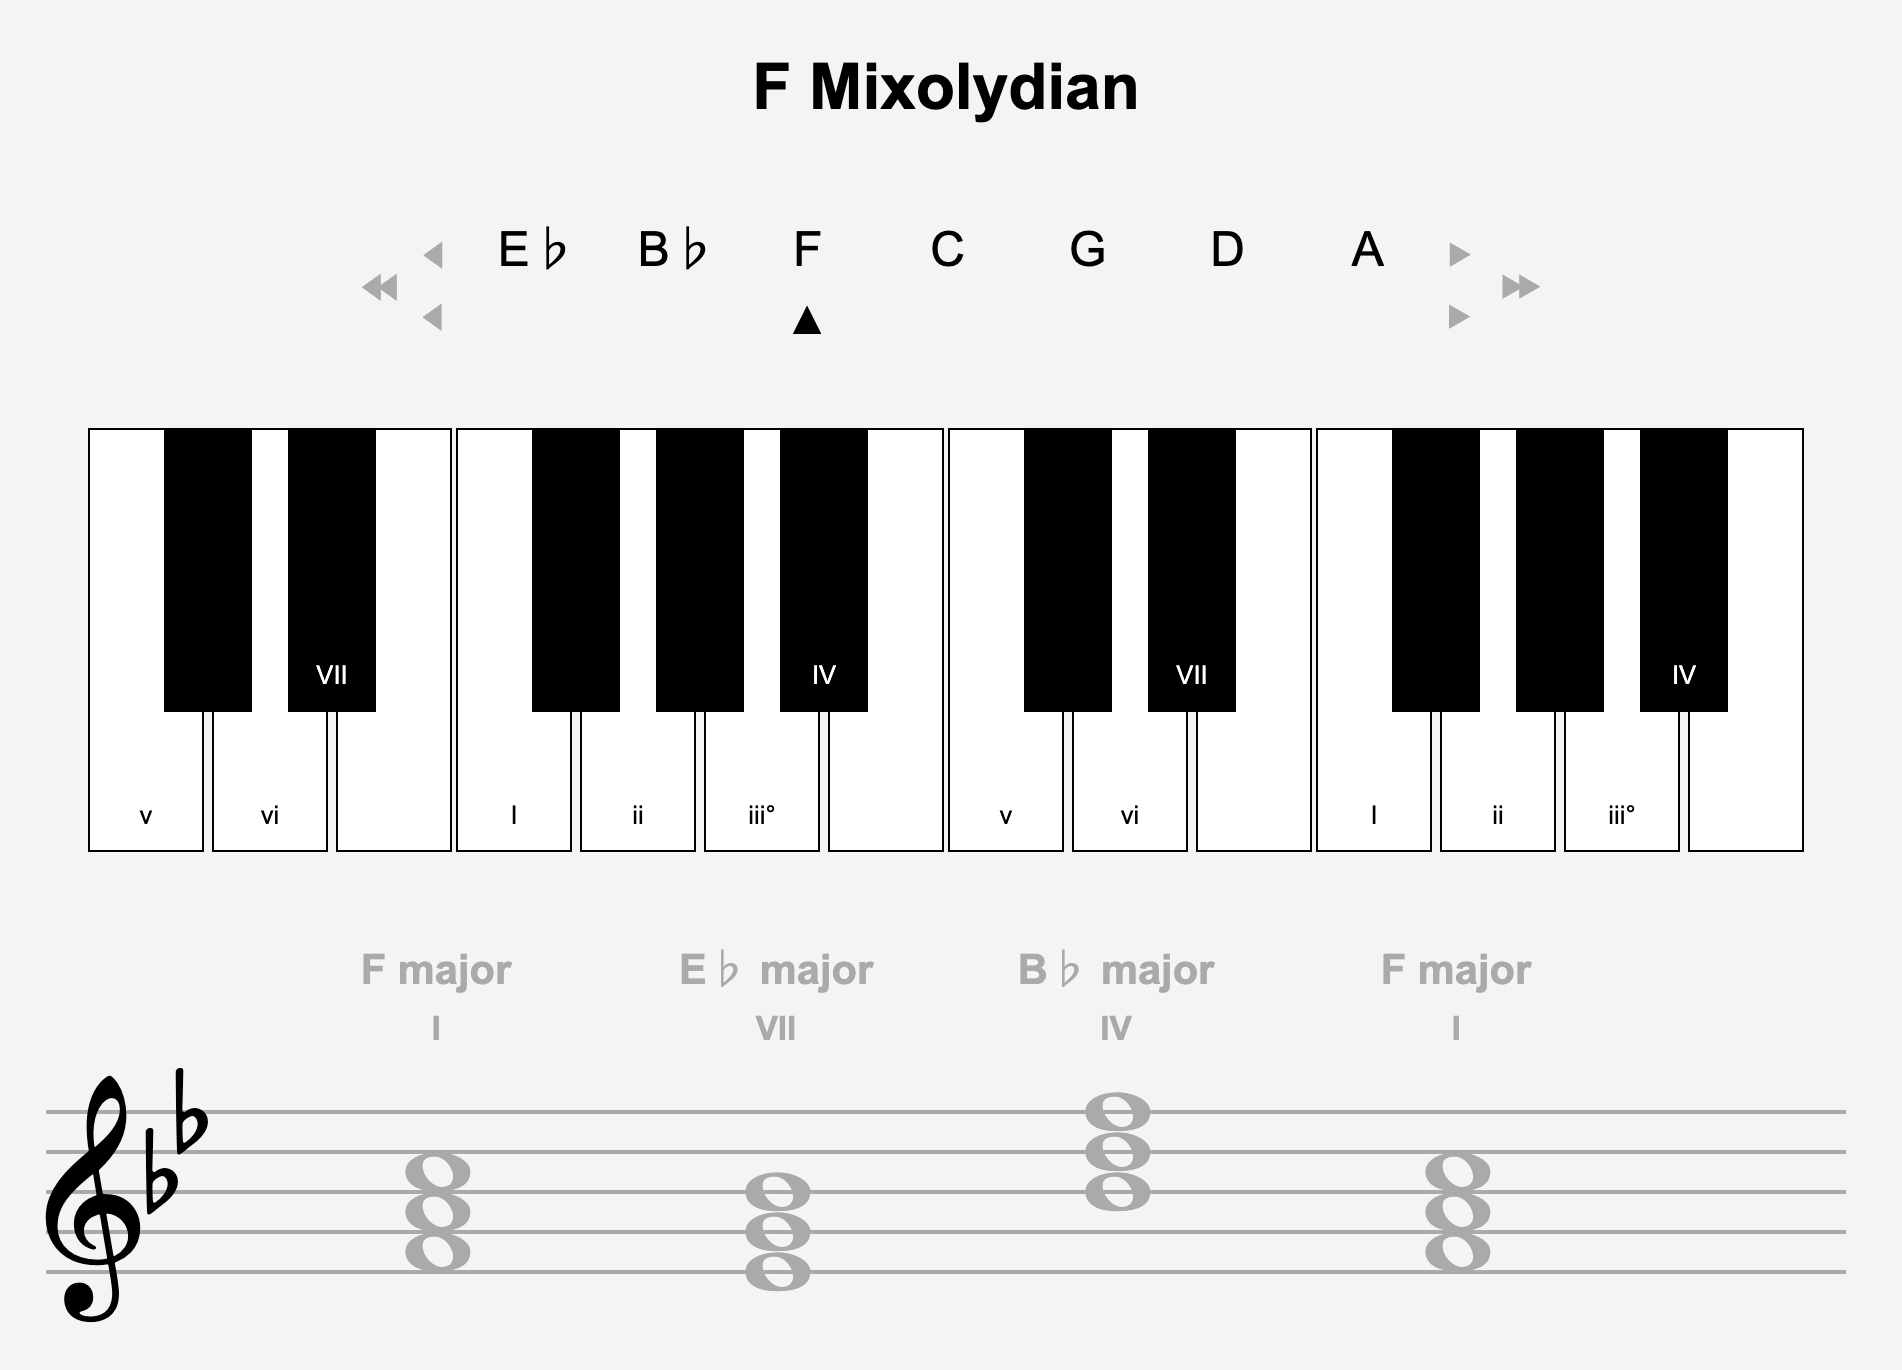 F Mixolydian
E♭ B♭ F C G D A
VII IV VII IV
v vi I ii iii° v vi I ii iii°
F major E♭ major B♭ major F major
I VII IV I